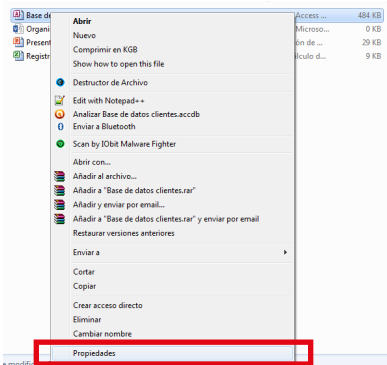 Base de
Access ...
484 KB
Organi
Microso...
0 KB
Present
ón de ...
29 KB
Registr
lculo d...
9 KB
Abrir
Nuevo
Comprimir en KGB
Show how to open this file
Destructor de Archivo
Edit with Notepad++
Analizar Base datos clientes.accdb
Enviar a Bluetooth
Scan by IObit Malware Fighter
Abrir con...
Añadir al archivo...
Añadir a "Base de datos clientes.rar"
Añadir y enviar por email...
Añadir a "Base de datos clientes.rar" y enviar por email
Restaurar versiones anteriores
Enviar a
Cortar
Copiar
Crear acceso directo
Eliminar
Cambiar nombre
Propiedades